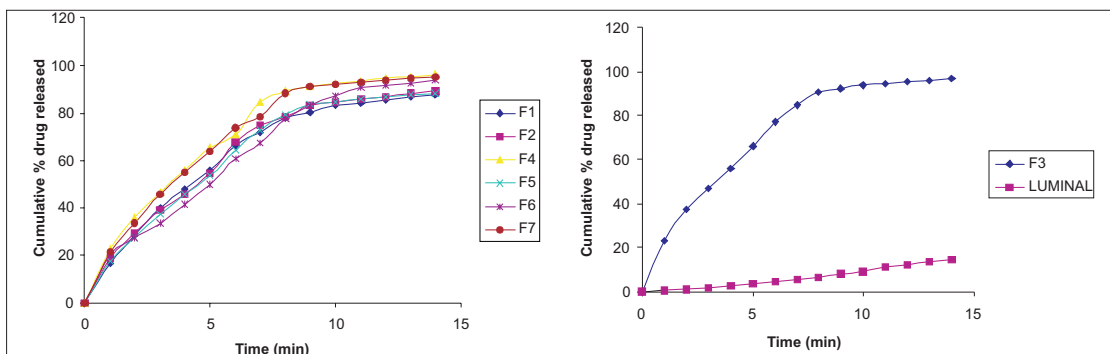 Cumulative % drug released
120
100
80
60
40
20
0
0
5
10
15
Time (min)
F1
F2
F4
F5
F6
F7
Cumulative % drug released
120
100
80
60
40
20
0
0
5
10
15
Time (min)
F3
LUMINAL